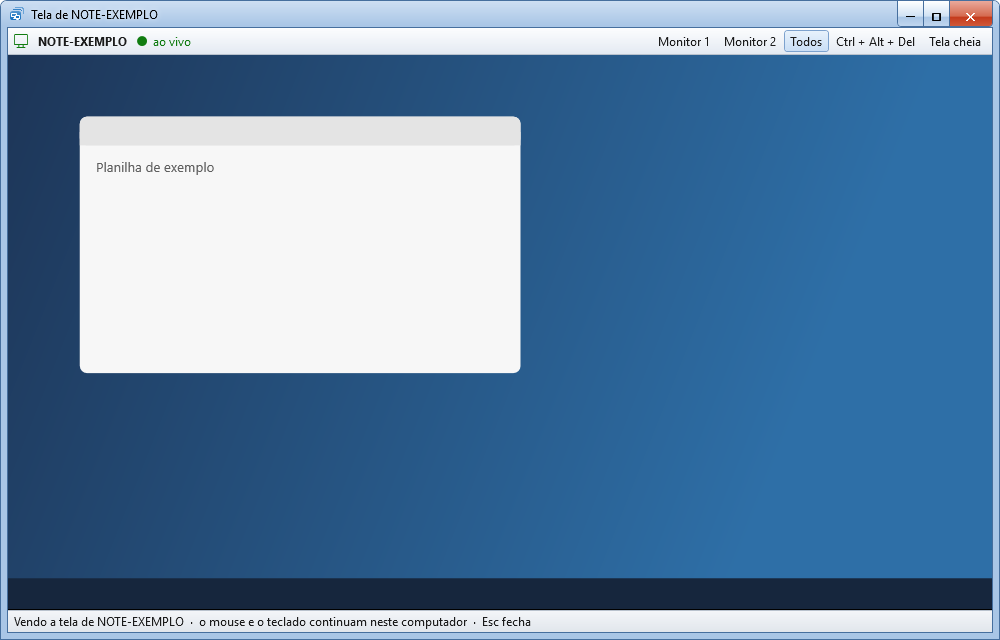 Tela de NOTE-EXEMPLO
NOTE-EXEMPLO ao vivo Monitor 1 Monitor 2 Todos Ctrl + Alt + Del Tela cheia
Planilha de exemplo
Vendo a tela de NOTE-EXEMPLO · o mouse e o teclado continuam neste computador · Esc fecha